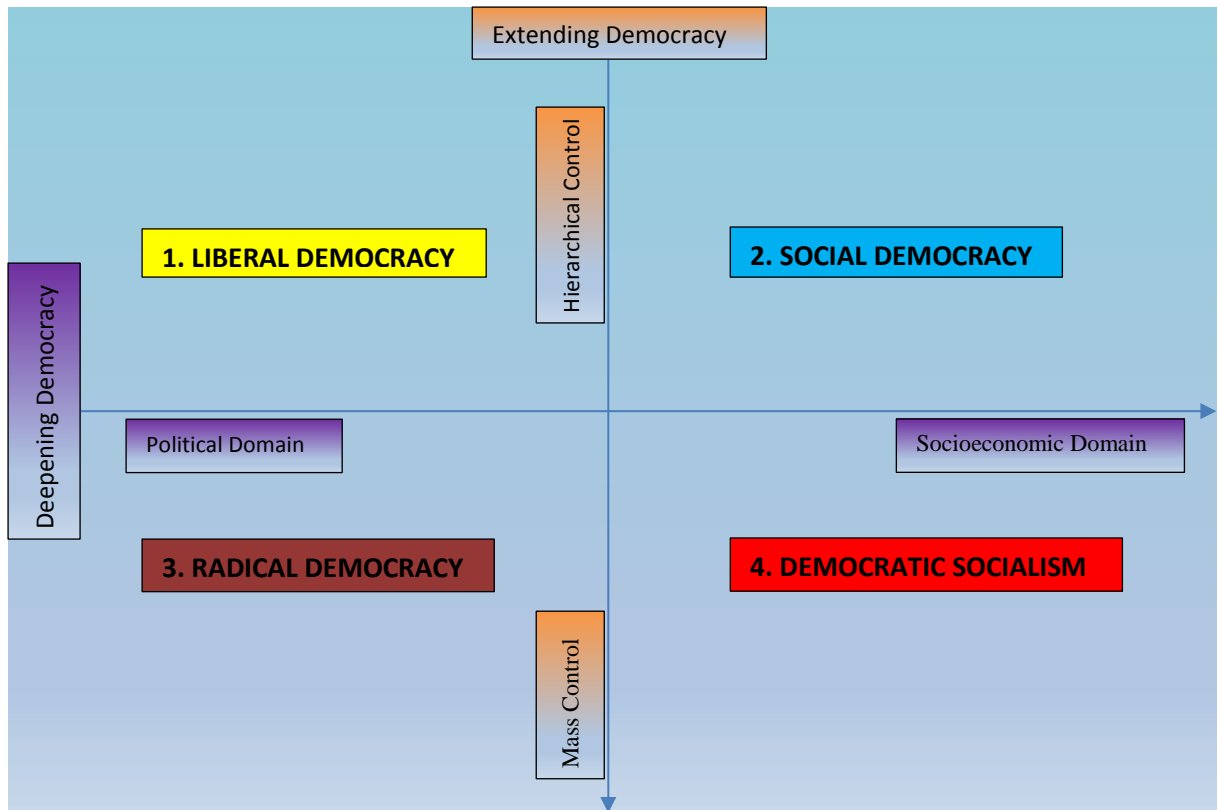 Extending Democracy
Hierarchical Control
1. LIBERAL DEMOCRACY
2. SOCIAL DEMOCRACY
Deepening Democracy
Political Domain
Socioeconomic Domain
3. RADICAL DEMOCRACY
4. DEMOCRATIC SOCIALISM
Mass Control